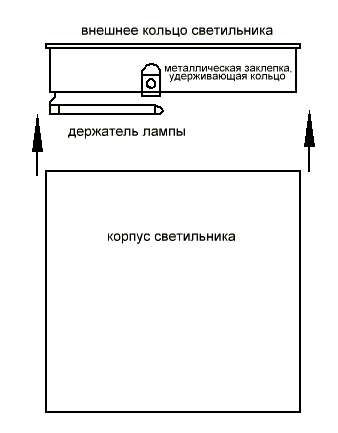 внешнее кольцо светильника
металлическая заклепка,
удерживающая кольцо
держатель лампы
корпус светильника